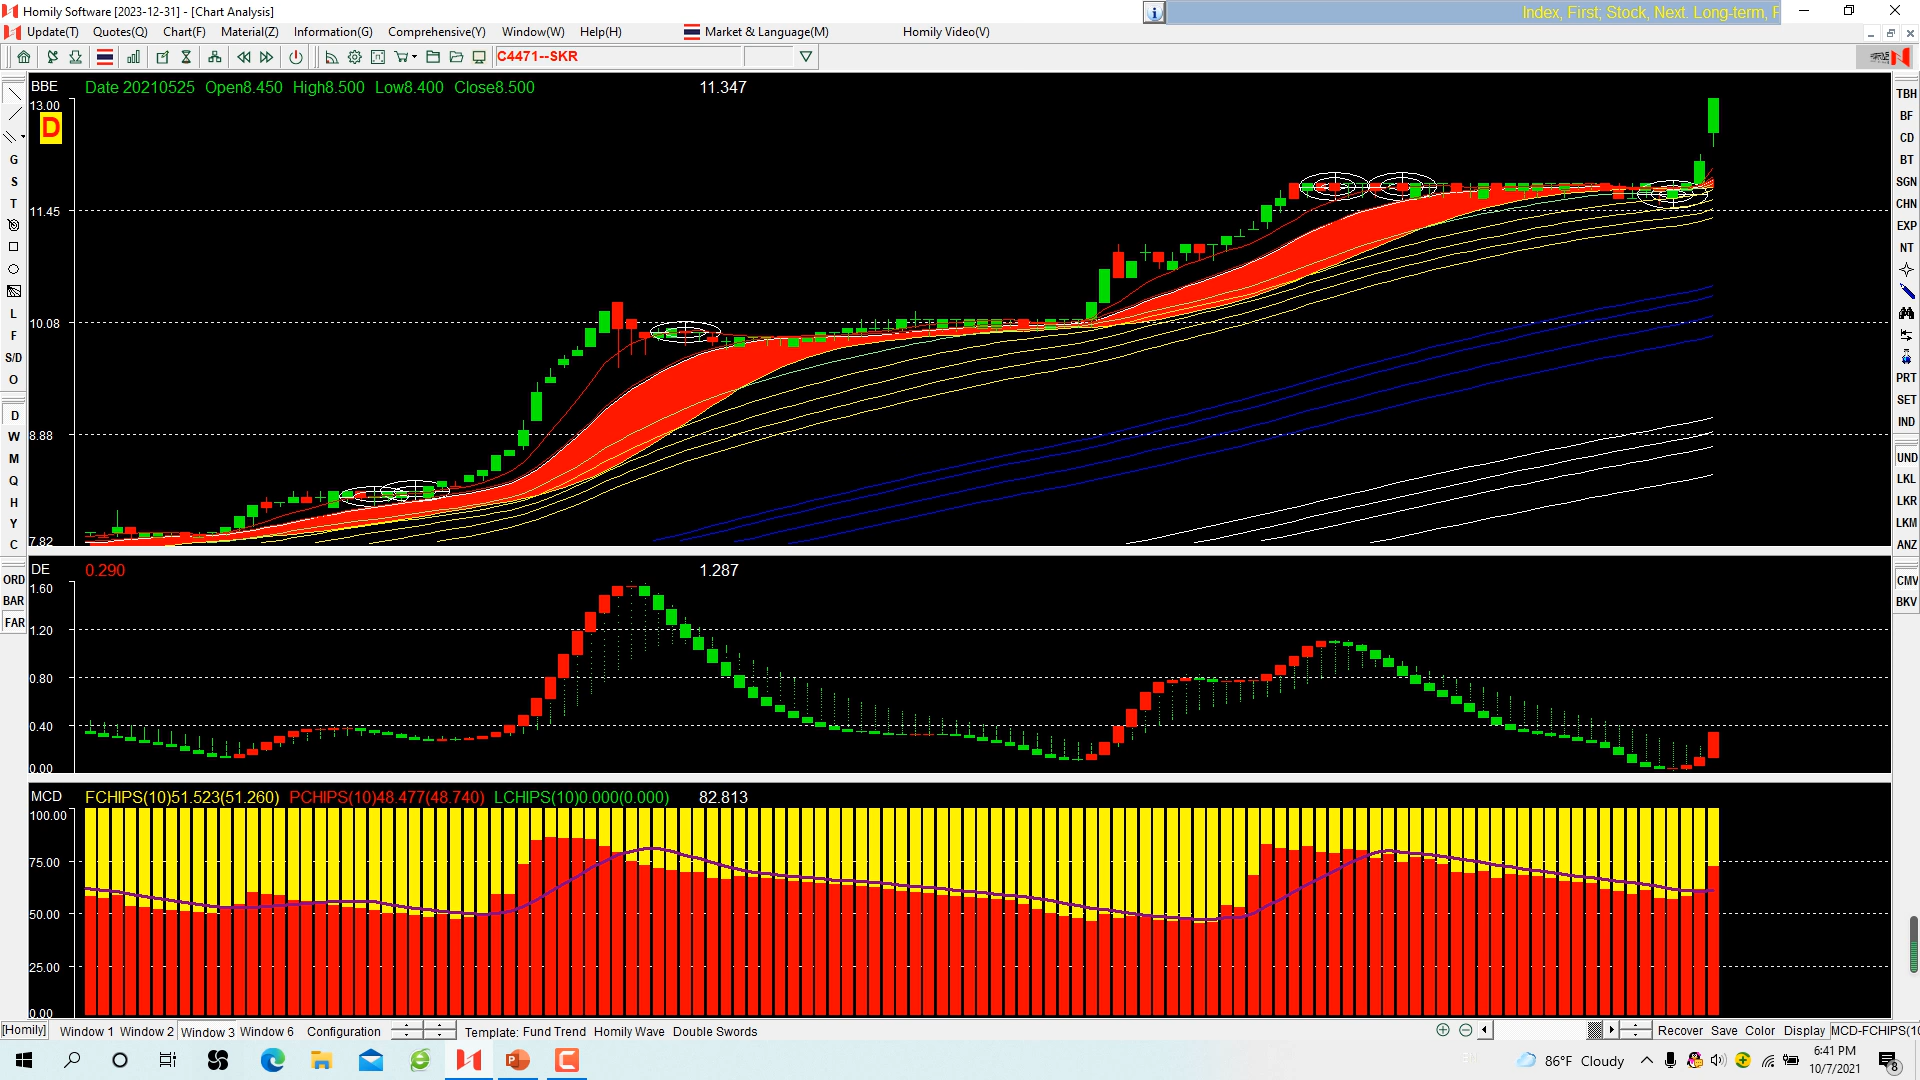 Homily Software [2023-12-31] - [Chart Analysis]
Index, First; Stock, Next. Long-term, F
Update(T) Quotes(Q) Chart(F) Material(Z) Information(G) Comprehensive(Y) Window(W) Help(H) Market & Language(M) Homily Video(V)
C4471--SKR
BBE Date 20210525 Open8.450 High8.500 Low8.400 Close8.500 11.347
13.00
D
11.45
10.08
8.88
7.82
G
S
T
L
F
S/D
O
D
W
M
Q
H
Y
C
ORD
BAR
FAR
TBH
BF
CD
BT
SGN
CHN
EXP
NT
PRT
SET
IND
UND
LKL
LKR
LKM
ANZ
CMV
BKV
DE 0.290 1.287
1.60
1.20
0.80
0.40
0.00
MCD FCHIPS(10)51.523(51.260) PCHIPS(10)48.477(48.740) LCHIPS(10)0.000(0.000) 82.813
100.00
75.00
50.00
25.00
0.00
[Homily] Window 1 Window 2 Window 3 Window 6 Configuration Template: Fund Trend Homily Wave Double Swords Recover Save Color Display MCD-FCHIPS(10
86°F Cloudy 6:41 PM
10/7/2021
8